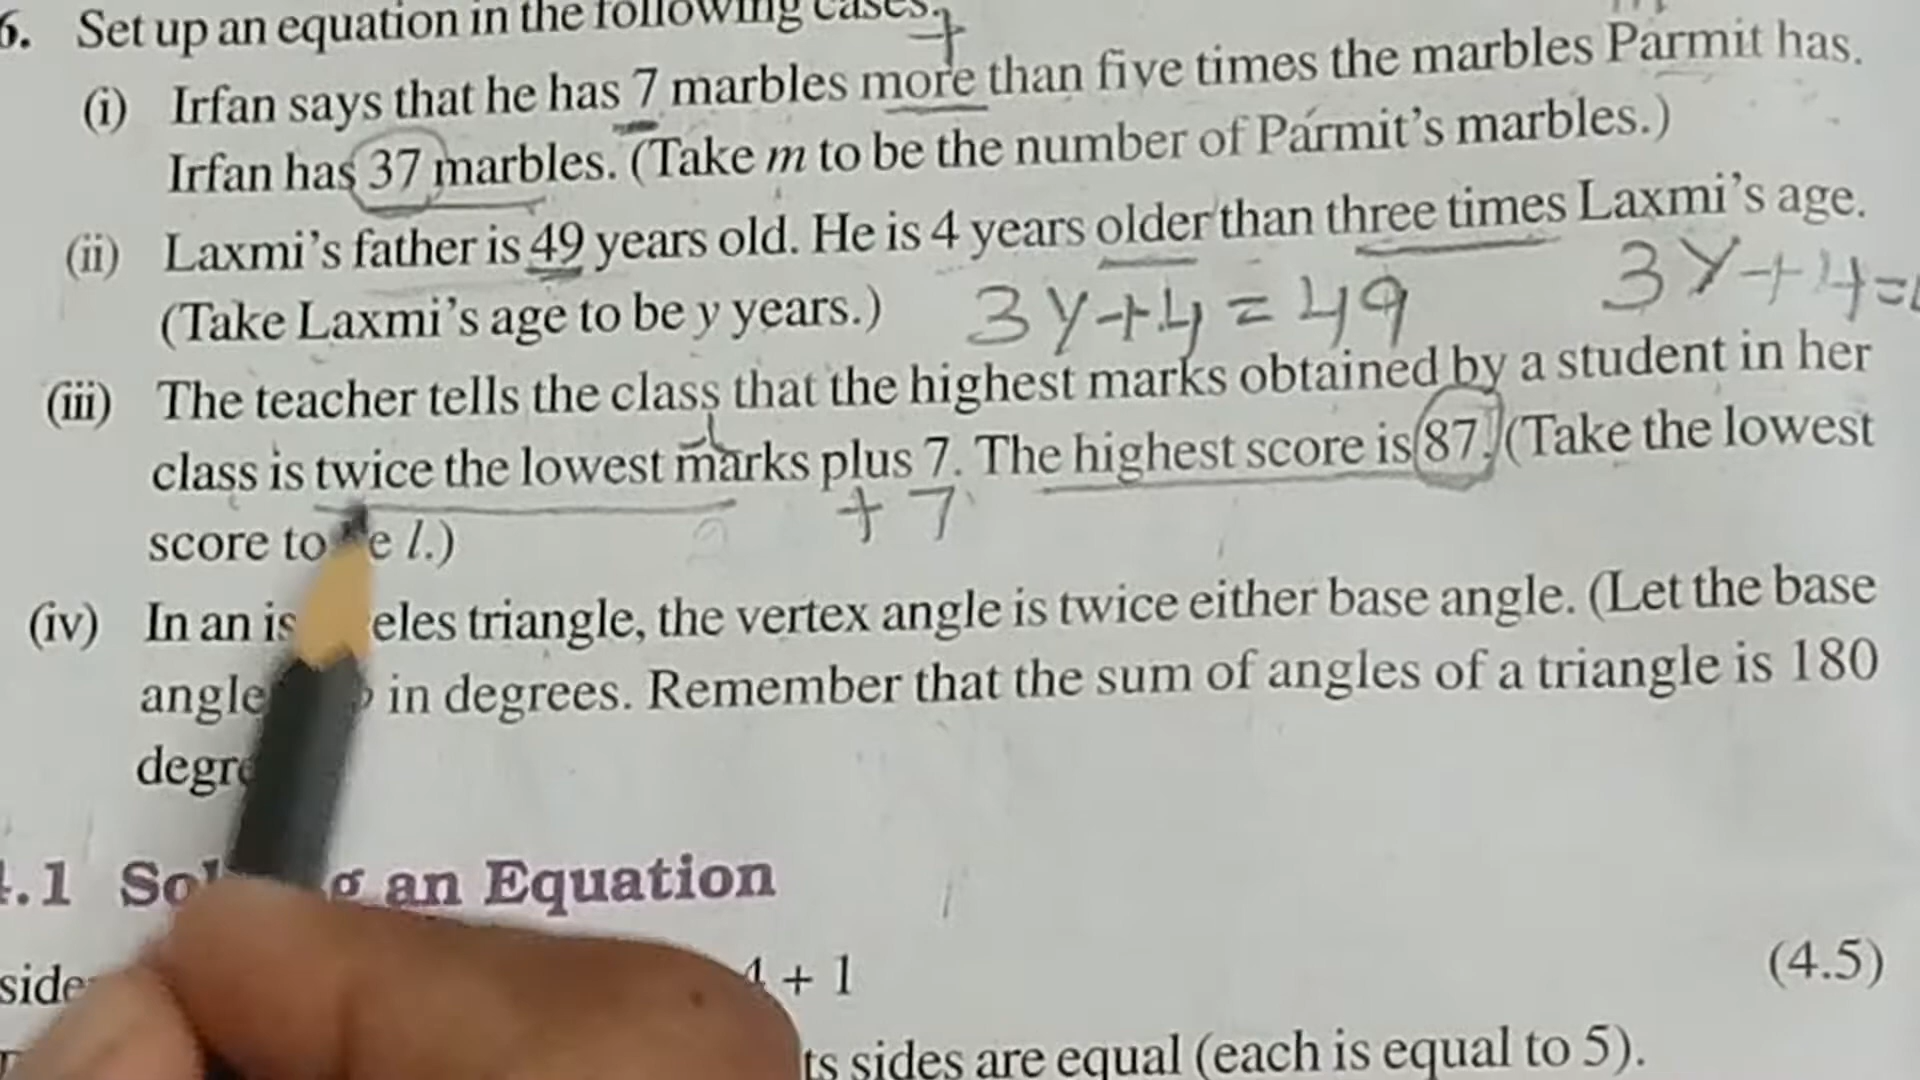 6. Set up an equation in the following cases.
+
(i) Irfan says that he has 7 marbles more than five times the marbles Parmit has.
Irfan has 37 marbles. (Take m to be the number of Parmit's marbles.)
(ii) Laxmi's father is 49 years old. He is 4 years older than three times Laxmi's age.
3Y+4=
(Take Laxmi's age to be y years.) 3Y+4=49
(iii) The teacher tells the class that the highest marks obtained by a student in her
class is twice the lowest marks plus 7. The highest score is 87. (Take the lowest
+7
score to l.)
(iv) In an triangle, the vertex angle is twice either base angle. (Let the base
angle in degrees. Remember that the sum of angles of a triangle is 180
.1 an Equation
+ 1 (4.5)
sides are equal (each is equal to 5).